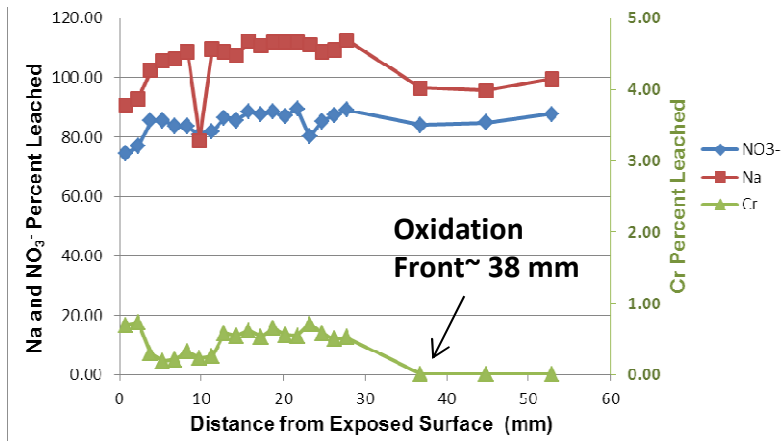 Na and NO3- Percent Leached
120.00
100.00
80.00
60.00
40.00
20.00
0.00
5.00
4.00
3.00
2.00
1.00
0.00
Cr Percent Leached
Oxidation
Front~ 38 mm
0
10
20
30
40
50
60
Distance from Exposed Surface (mm)
NO3-
Na
Cr